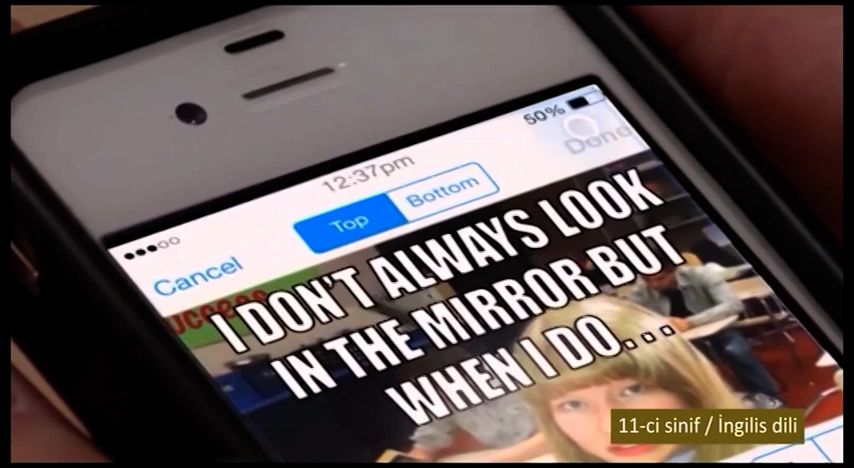 50%
12:37pm
Done
Top Bottom
Cancel
I DON'T ALWAYS LOOK
IN THE MIRROR BUT
WHEN I DO...
11-ci sinif / İngilis dili